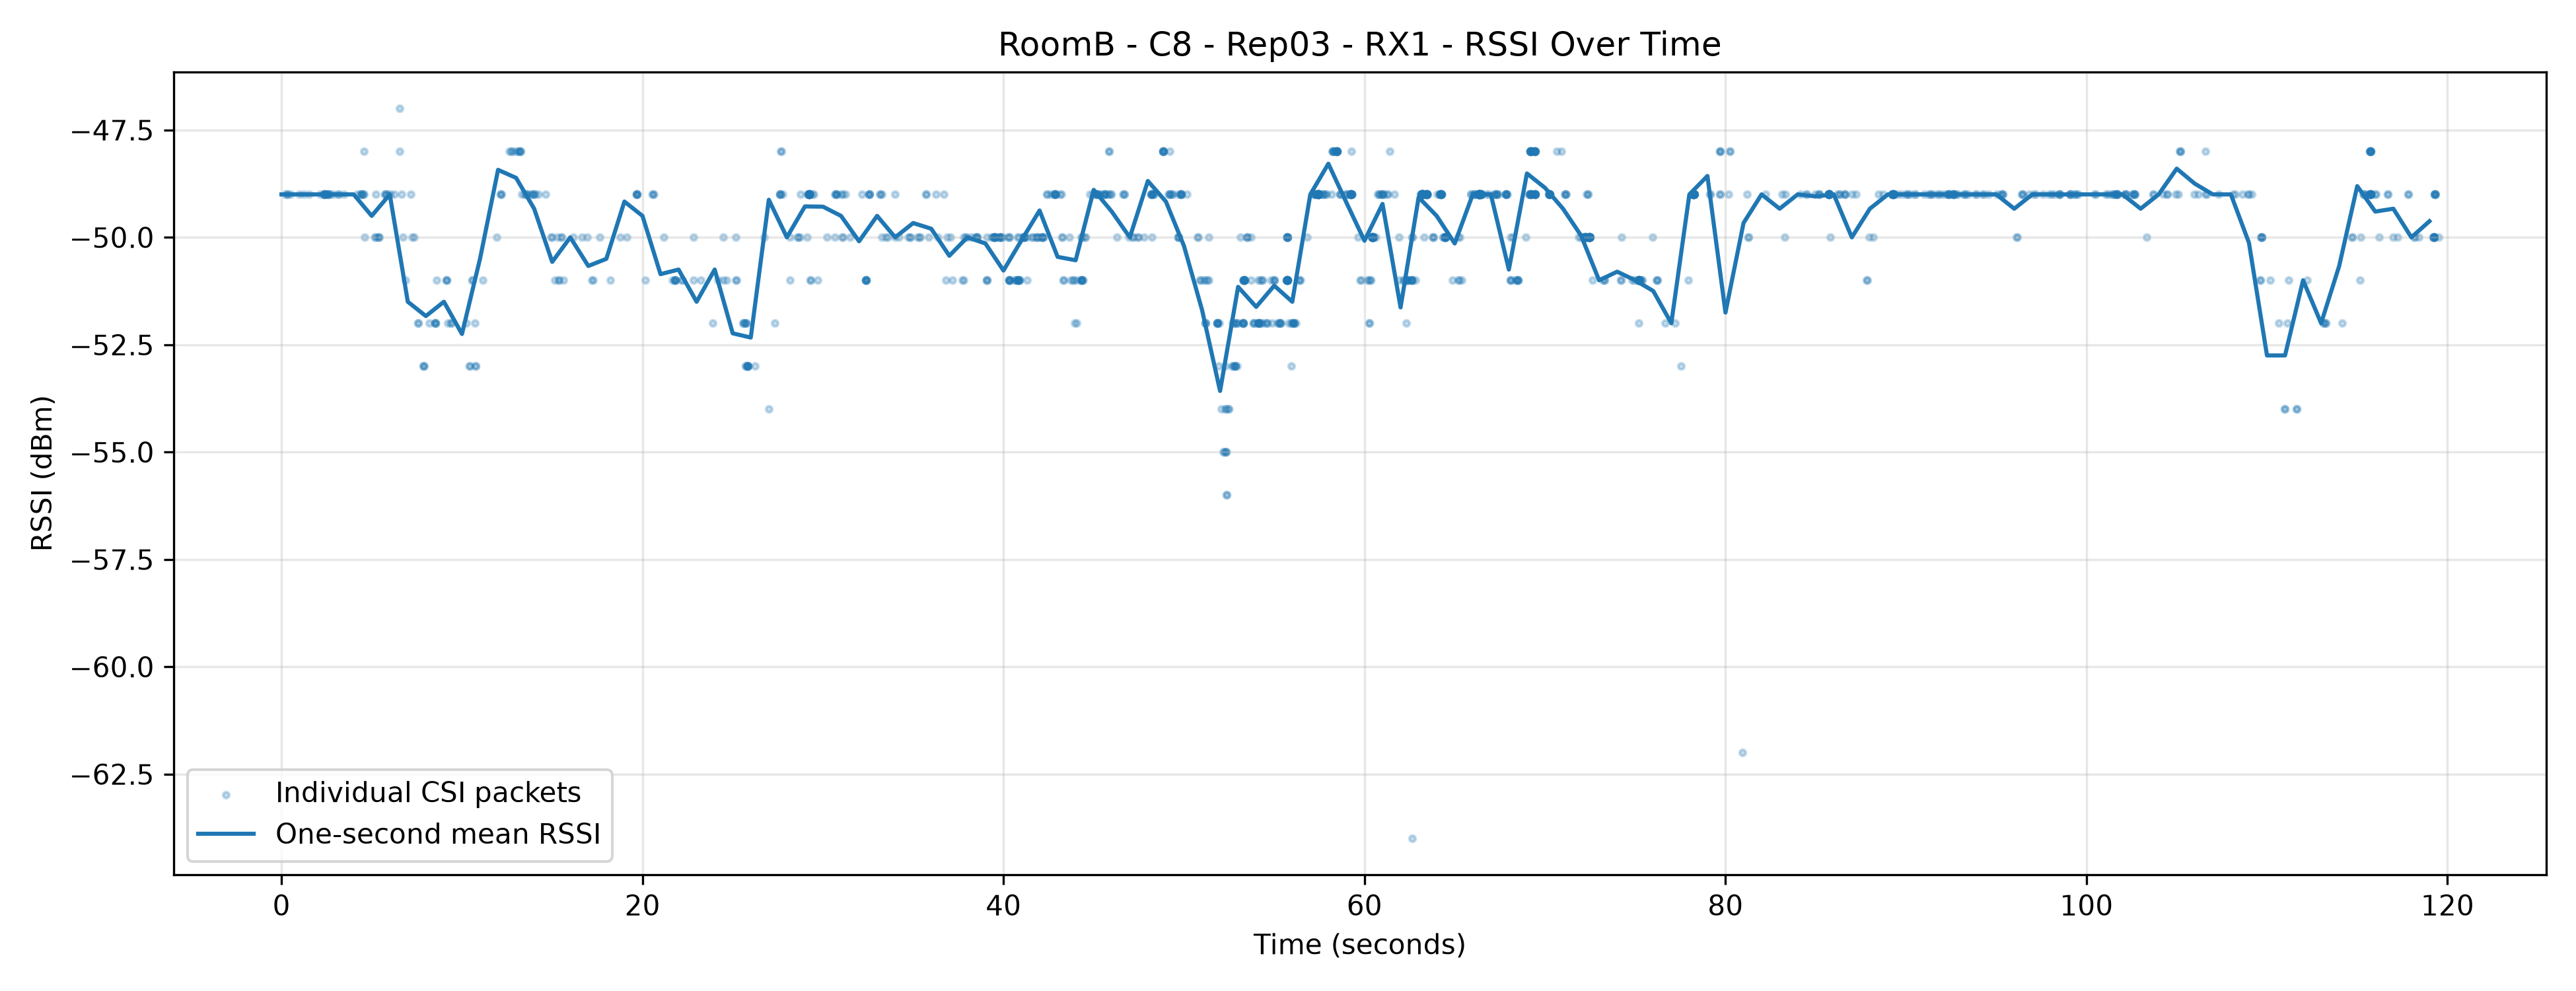 RoomB - C8 - Rep03 - RX1 - RSSI Over Time
RSSI (dBm)
−47.5
−50.0
−52.5
−55.0
−57.5
−60.0
−62.5
Individual CSI packets
One-second mean RSSI
0 20 40 60 80 100 120
Time (seconds)